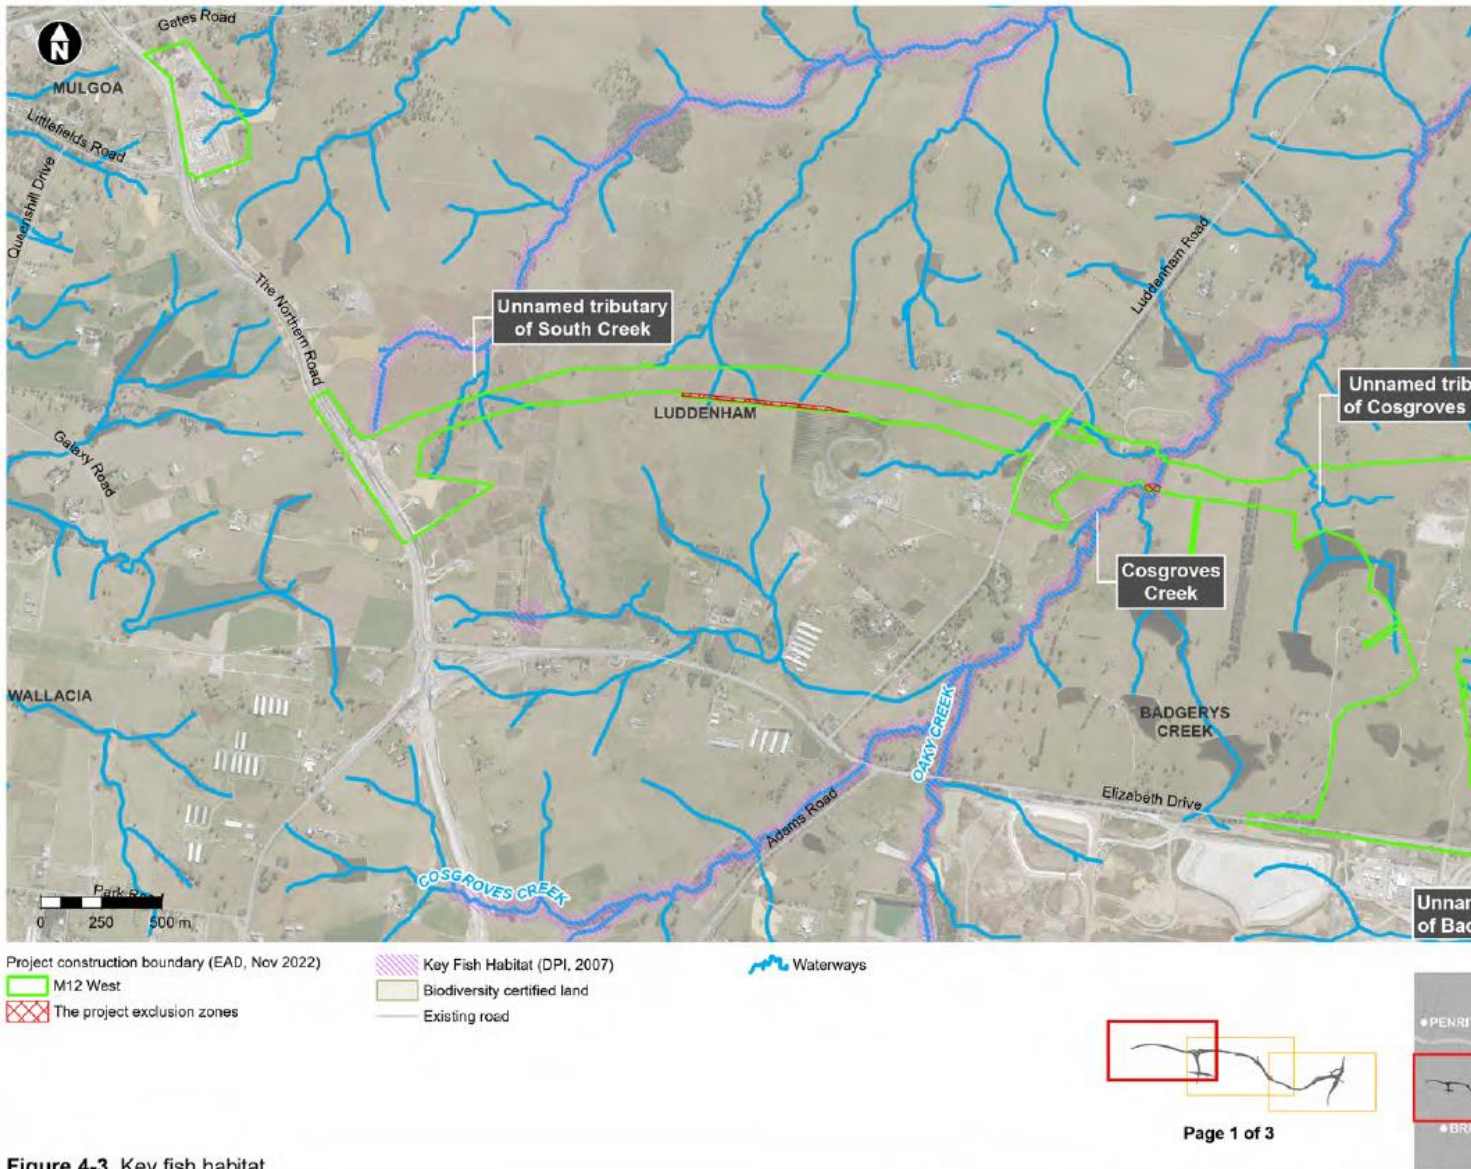 Gates Road
N
MULGOA
Littlefields Road
Queenshill Drive
The Northern Road
Unnamed tributary
of South Creek
Luddenham Road
Unnamed trib
of Cosgroves
LUDDENHAM
Galaxy Road
Cosgroves
Creek
WALLACIA
OAKY CREEK
BADGERYS
CREEK
Elizabeth Drive
Adams Road
COSGROVES CREEK
Park Road
0 250 500 m
Unnar
of Bad
Project construction boundary (EAD, Nov 2022)
M12 West
The project exclusion zones
Key Fish Habitat (DPI, 2007)
Biodiversity certified land
Existing road
Waterways
PENRI
BRI
Page 1 of 3
Figure 4-3 Key fish habitat